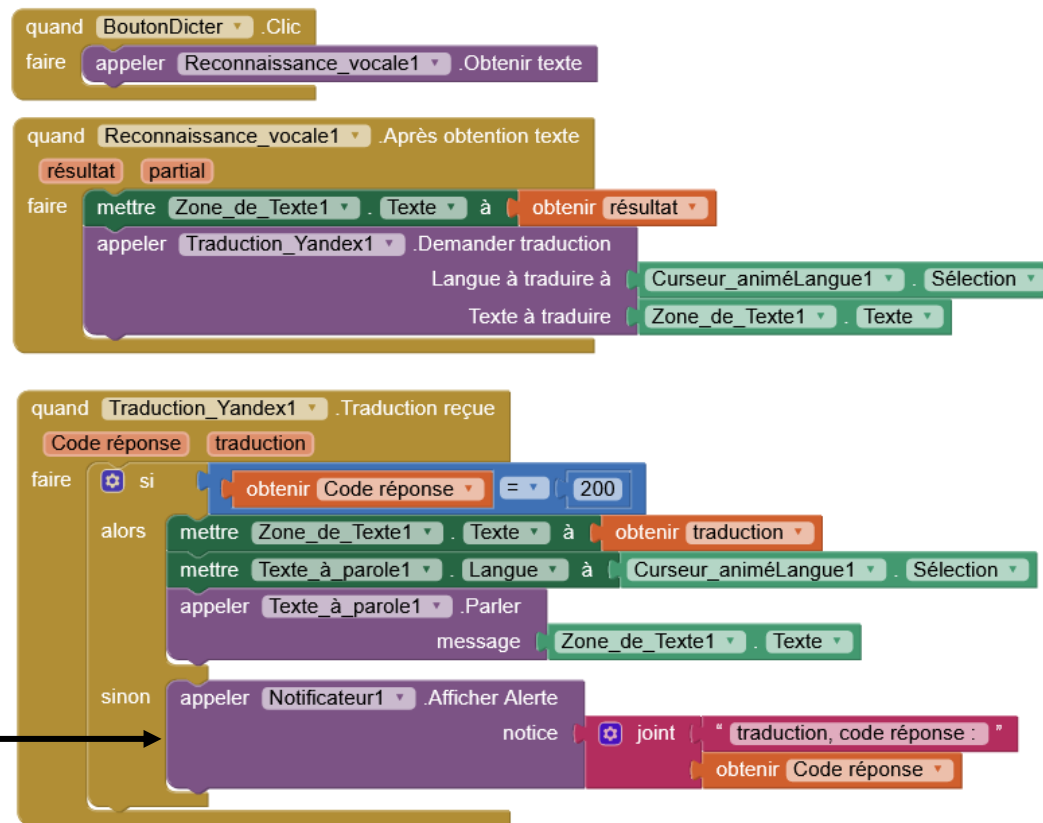 quand BoutonDicter .Clic
faire appeler Reconnaissance_vocale1 .Obtenir texte
quand Reconnaissance_vocale1 .Après obtention texte
résultat partial
faire mettre Zone_de_Texte1 . Texte à obtenir résultat
appeler Traduction_Yandex1 .Demander traduction
Langue à traduire à Curseur_animéLangue1 . Sélection
Texte à traduire Zone_de_Texte1 . Texte
quand Traduction_Yandex1 .Traduction reçue
Code réponse traduction
faire si obtenir Code réponse = 200
alors mettre Zone_de_Texte1 . Texte à obtenir traduction
mettre Texte_à_parole1 . Langue à Curseur_animéLangue1 . Sélection
appeler Texte_à_parole1 .Parler
message Zone_de_Texte1 . Texte
sinon appeler Notificateur1 .Afficher Alerte
notice joint " traduction, code réponse : "
obtenir Code réponse